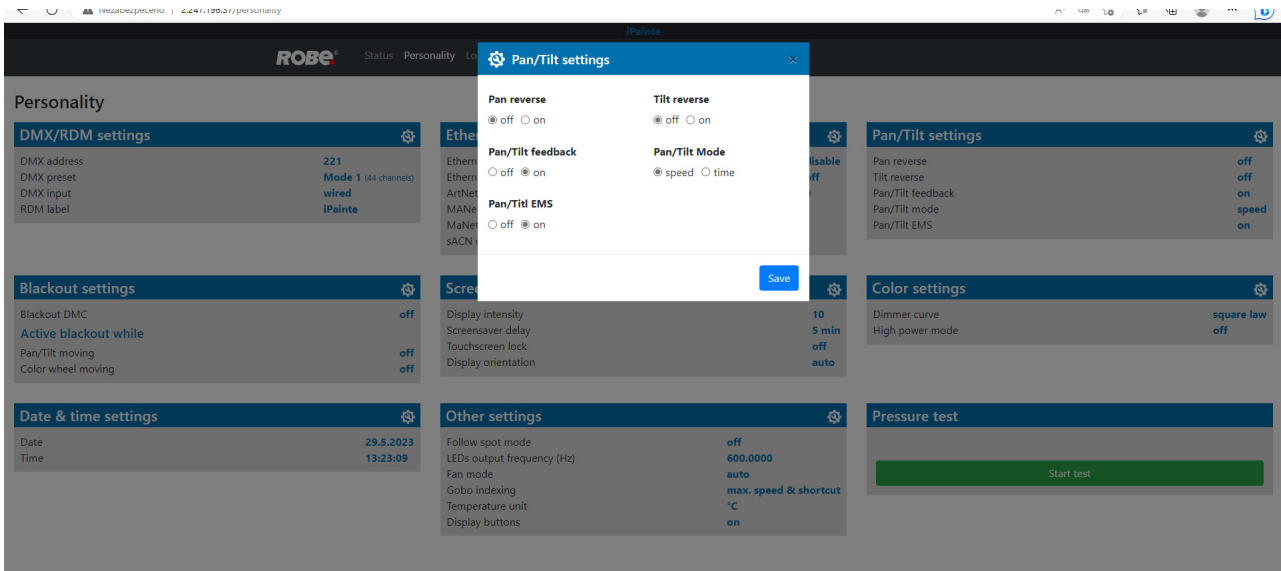 Nezabezpečeno | 2.247.196.37/personality
iPainte
ROBE® Status Personality Lo
Pan/Tilt settings ×
Pan reverse Tilt reverse
off on off on
Pan/Tilt feedback Pan/Tilt Mode
off on speed time
Pan/Titl EMS
off on
Save
Personality
DMX/RDM settings
DMX address 221
DMX preset Mode 1 (44 channels)
DMX input wired
RDM label iPainte
Ethe
Ethern lisable
Ethern ff
ArtNet
MANe
MaNet
sACN
Pan/Tilt settings
Pan reverse off
Tilt reverse off
Pan/Tilt feedback on
Pan/Tilt mode speed
Pan/Tilt EMS on
Blackout settings
Blackout DMC off
Active blackout while
Pan/Tilt moving off
Color wheel moving off
Scree
Display intensity 10
Screensaver delay 5 min
Touchscreen lock off
Display orientation auto
Color settings
Dimmer curve square law
High power mode off
Date & time settings
Date 29.5.2023
Time 13:23:09
Other settings
Follow spot mode off
LEDs output frequency (Hz) 600.0000
Fan mode auto
Gobo indexing max. speed & shortcut
Temperature unit °C
Display buttons on
Pressure test
Start test